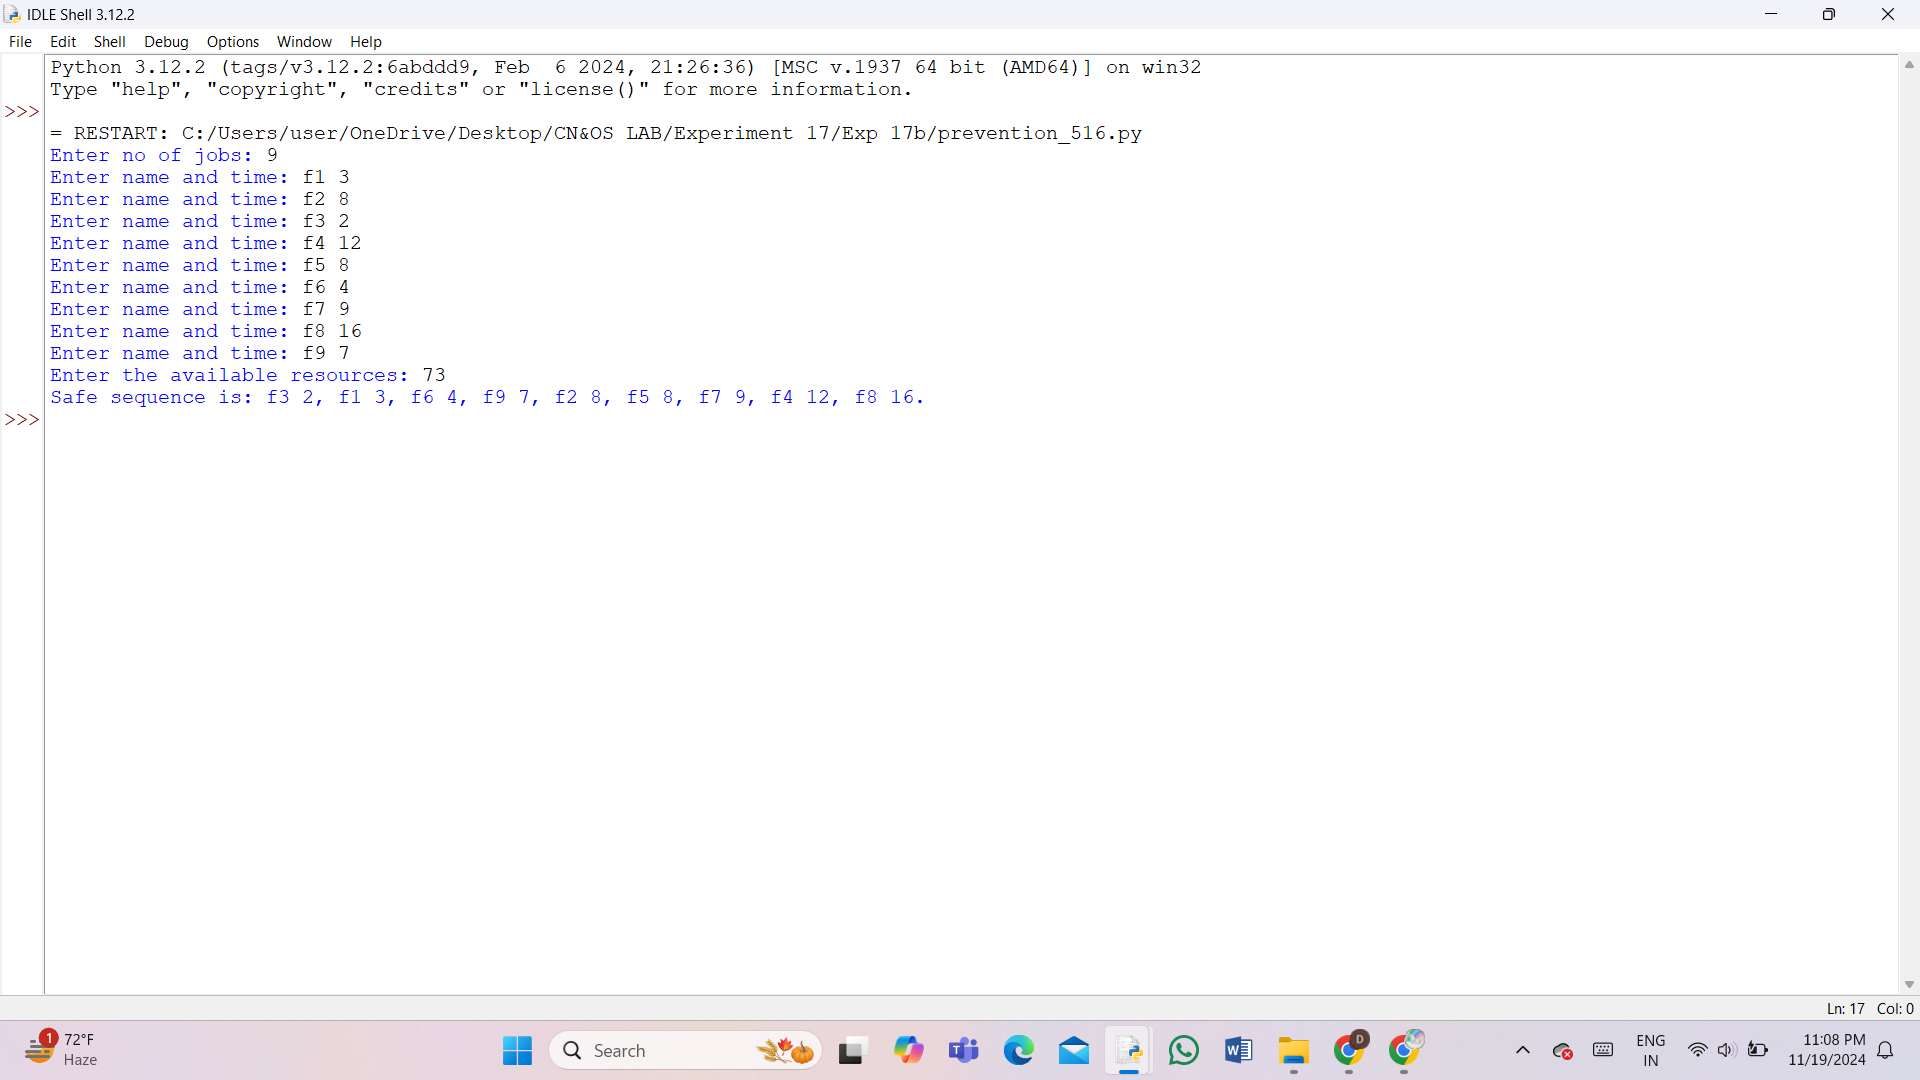 IDLE Shell 3.12.2
File Edit Shell Debug Options Window Help
Python 3.12.2 (tags/v3.12.2:6abddd9, Feb  6 2024, 21:26:36) [MSC v.1937 64 bit (AMD64)] on win32
Type "help", "copyright", "credits" or "license()" for more information.
>>>
= RESTART: C:/Users/user/OneDrive/Desktop/CN&OS LAB/Experiment 17/Exp 17b/prevention_516.py
Enter no of jobs: 9
Enter name and time: f1 3
Enter name and time: f2 8
Enter name and time: f3 2
Enter name and time: f4 12
Enter name and time: f5 8
Enter name and time: f6 4
Enter name and time: f7 9
Enter name and time: f8 16
Enter name and time: f9 7
Enter the available resources: 73
Safe sequence is: f3 2, f1 3, f6 4, f9 7, f2 8, f5 8, f7 9, f4 12, f8 16.
>>>
Ln: 17 Col: 0
1
72°F
Haze
Search
D
ENG
IN
11:08 PM
11/19/2024